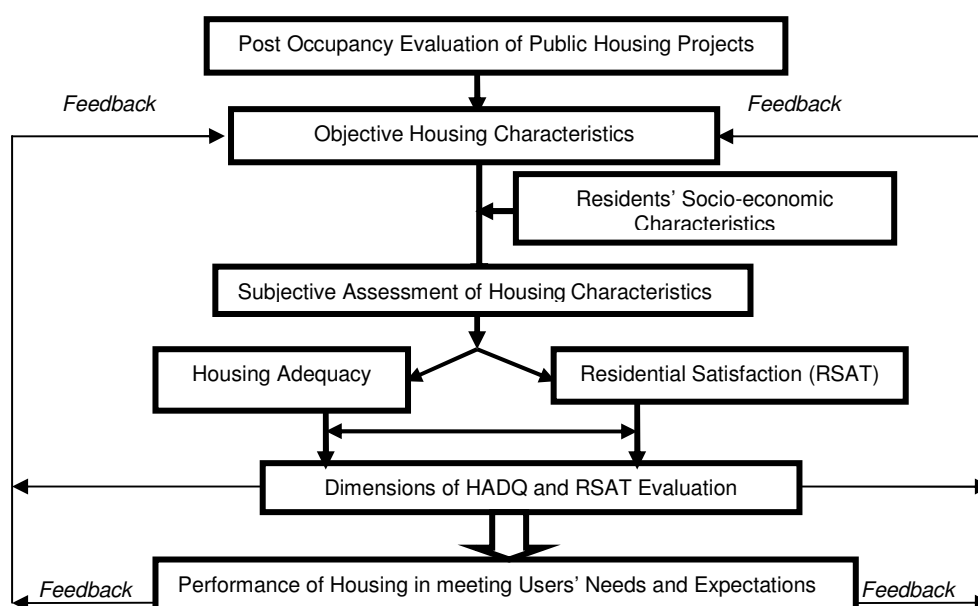 Post Occupancy Evaluation of Public Housing Projects
Feedback
Feedback
Objective Housing Characteristics
Residents’ Socio-economic
Characteristics
Subjective Assessment of Housing Characteristics
Housing Adequacy
Residential Satisfaction (RSAT)
Dimensions of HADQ and RSAT Evaluation
Feedback
Performance of Housing in meeting Users’ Needs and Expectations
Feedback